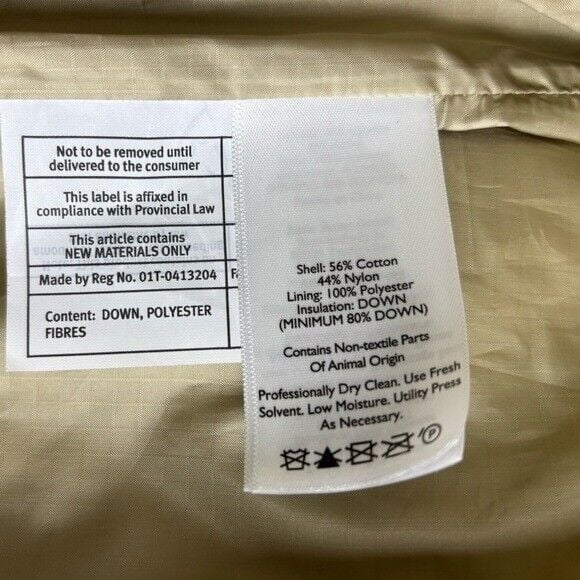 Not to be removed until
delivered to the consumer
This label is affixed in
compliance with Provincial Law
This article contains
NEW MATERIALS ONLY
Made by Reg No. 01T-0413204
Content: DOWN, POLYESTER
FIBRES
Shell: 56% Cotton
44% Nylon
Lining: 100% Polyester
Insulation: DOWN
(MINIMUM 80% DOWN)
Contains Non-textile Parts
Of Animal Origin
Professionally Dry Clean. Use Fresh
Solvent. Low Moisture. Utility Press
As Necessary.
P